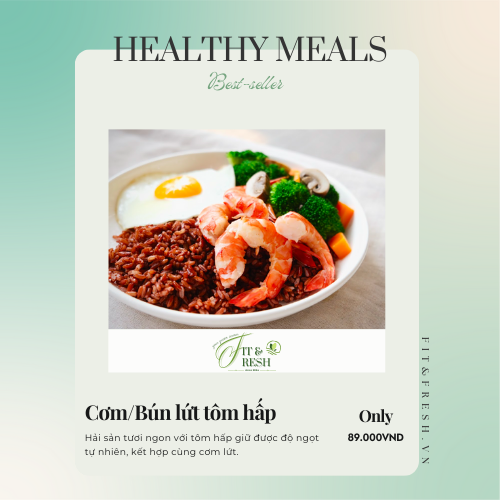 HEALTHY MEALS
Best-seller
FIT &
FRESH
Cơm/Bún lứt tôm hấp
Hải sản tươi ngon với tôm hấp giữ được độ ngọt
tự nhiên, kết hợp cùng cơm lứt.
Only
89.000VND
FIT&FRESH.VN